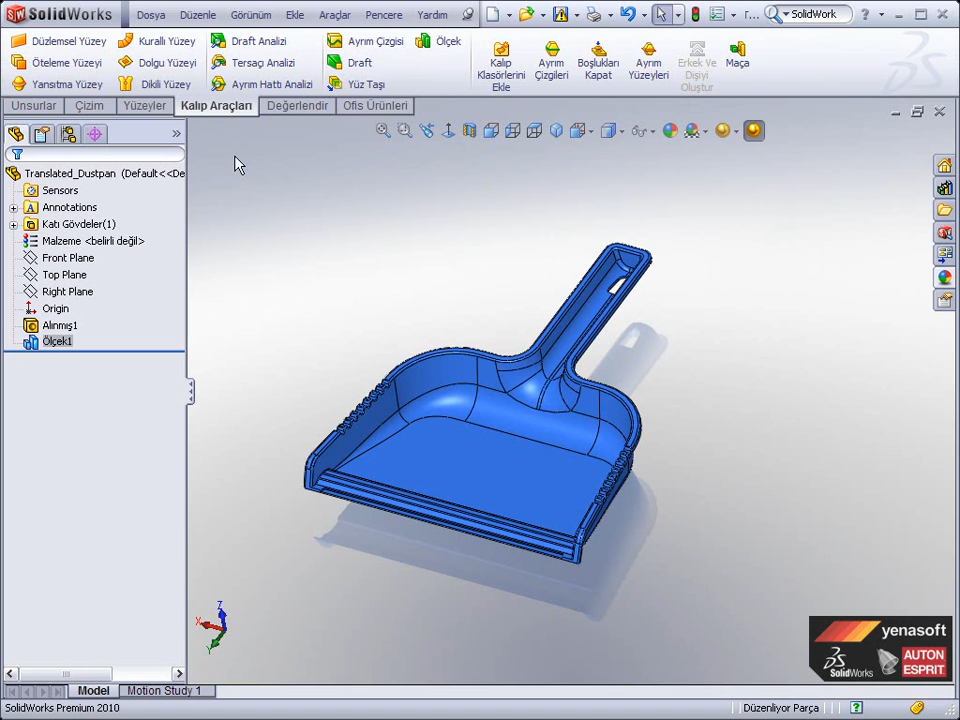 SolidWorks
Dosya Düzenle Görünüm Ekle Araçlar Pencere Yardım
r...
SolidWork
Düzlemsel Yüzey
Kurallı Yüzey
Draft Analizi
Ayrım Çizgisi
Ölçek
Öteleme Yüzeyi
Dolgu Yüzeyi
Tersaçı Analizi
Draft
Yansıtma Yüzeyi
Dikili Yüzey
Ayrım Hattı Analizi
Yüz Taşı
Kalıp
Klasörlerini
Ekle
Ayrım
Çizgileri
Boşlukları
Kapat
Ayrım
Yüzeyleri
Erkek Ve
Dişiyi
Oluştur
Maça
Unsurlar Çizim Yüzeyler Kalıp Araçları Değerlendir Ofis Ürünleri
Translated_Dustpan (Default<<De
Sensors
Annotations
Katı Gövdeler(1)
Malzeme <belirli değil>
Front Plane
Top Plane
Right Plane
Origin
Alınmış1
Ölçek1
Z
X
Y
yenasoft
SolidWorks
AUTON
ESPRIT
Model Motion Study 1
SolidWorks Premium 2010
Düzenliyor Parça